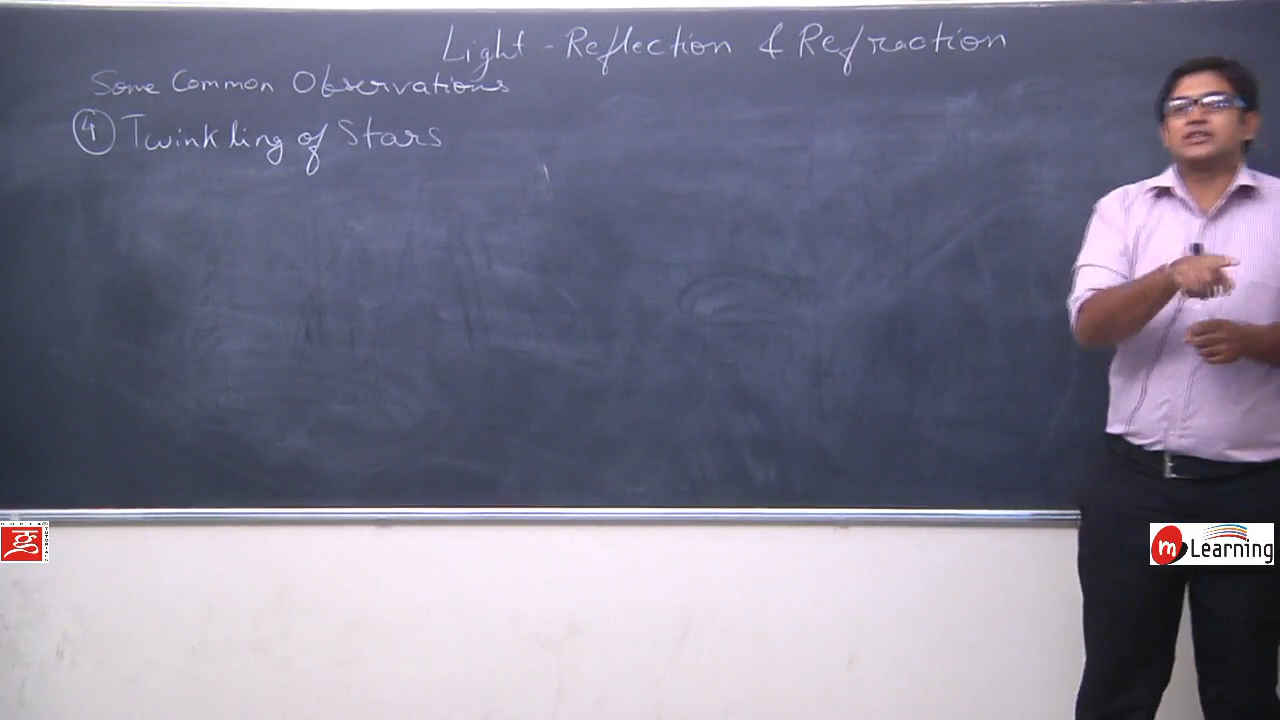 Light - Reflection & Refraction
Some Common Observations
4 Twinkling of Stars
g
m Learning